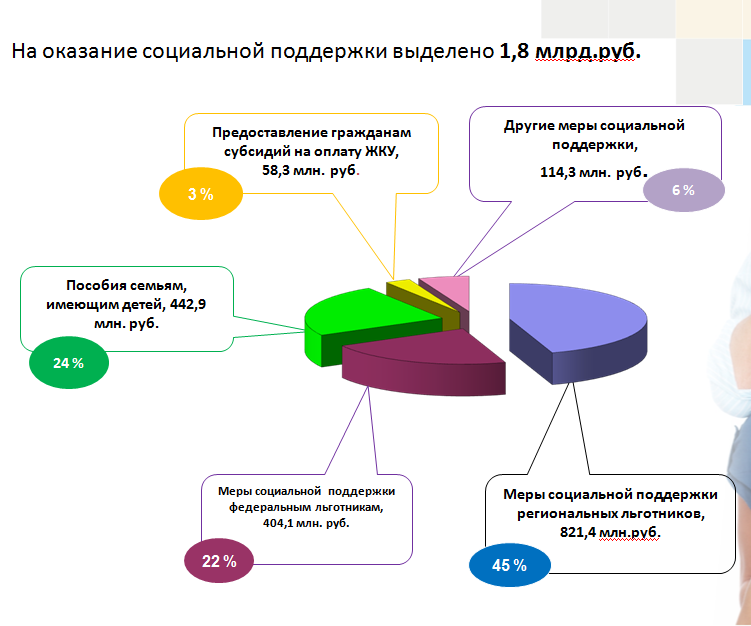 На оказание социальной поддержки выделено 1,8 млрд.руб.
Предоставление гражданам
субсидий на оплату ЖКУ,
58,3 млн. руб.
3 %
Другие меры социальной
поддержки,
114,3 млн. руб.
6 %
Пособия семьям,
имеющим детей, 442,9
млн. руб.
24 %
Меры социальной поддержки
федеральным льготникам,
404,1 млн. руб.
22 %
Меры социальной поддержки
региональных льготников,
821,4 млн.руб.
45 %